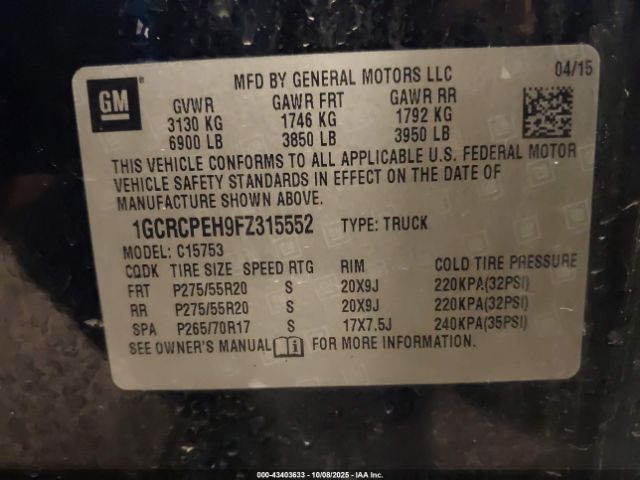 GM
MFD BY GENERAL MOTORS LLC 04/15
GVWR GAWR FRT GAWR RR
3130 KG 1746 KG 1792 KG
6900 LB 3850 LB 3950 LB
THIS VEHICLE CONFORMS TO ALL APPLICABLE U.S. FEDERAL MOTOR
VEHICLE SAFETY STANDARDS IN EFFECT ON THE DATE OF
MANUFACTURE SHOWN ABOVE.
1GCRCPEH9FZ315552 TYPE: TRUCK
MODEL: C15753
CQDK TIRE SIZE SPEED RTG RIM COLD TIRE PRESSURE
FRT P275/55R20 S 20X9J 220KPA(32PSI)
RR P275/55R20 S 20X9J 220KPA(32PSI)
SPA P265/70R17 S 17X7.5J 240KPA(35PSI)
SEE OWNER'S MANUAL FOR MORE INFORMATION.
000-43403633 - 10/08/2025 - Copyright © IAA, Inc.